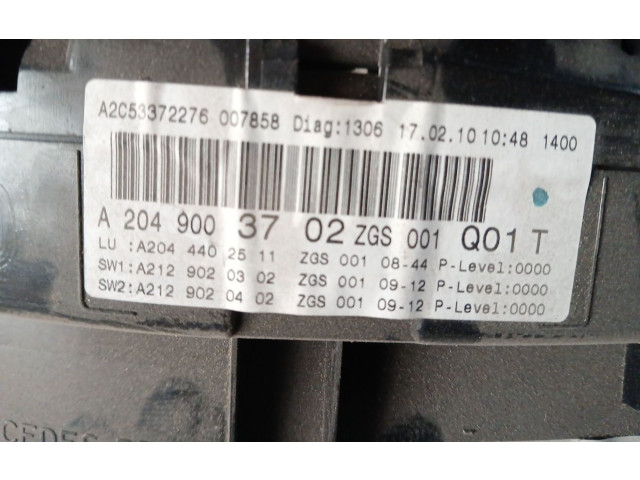 A2C53372276 007858 Diag:1306 17.02.10 10:48 1400
A 204 900 37 02 ZGS 001 Q01 T
LU :A204 440 25 11 ZGS 001 08-44 P-Level:0000
SW1:A212 902 03 02 ZGS 001 09-12 P-Level:0000
SW2:A212 902 04 02 ZGS 001 09-12 P-Level:0000